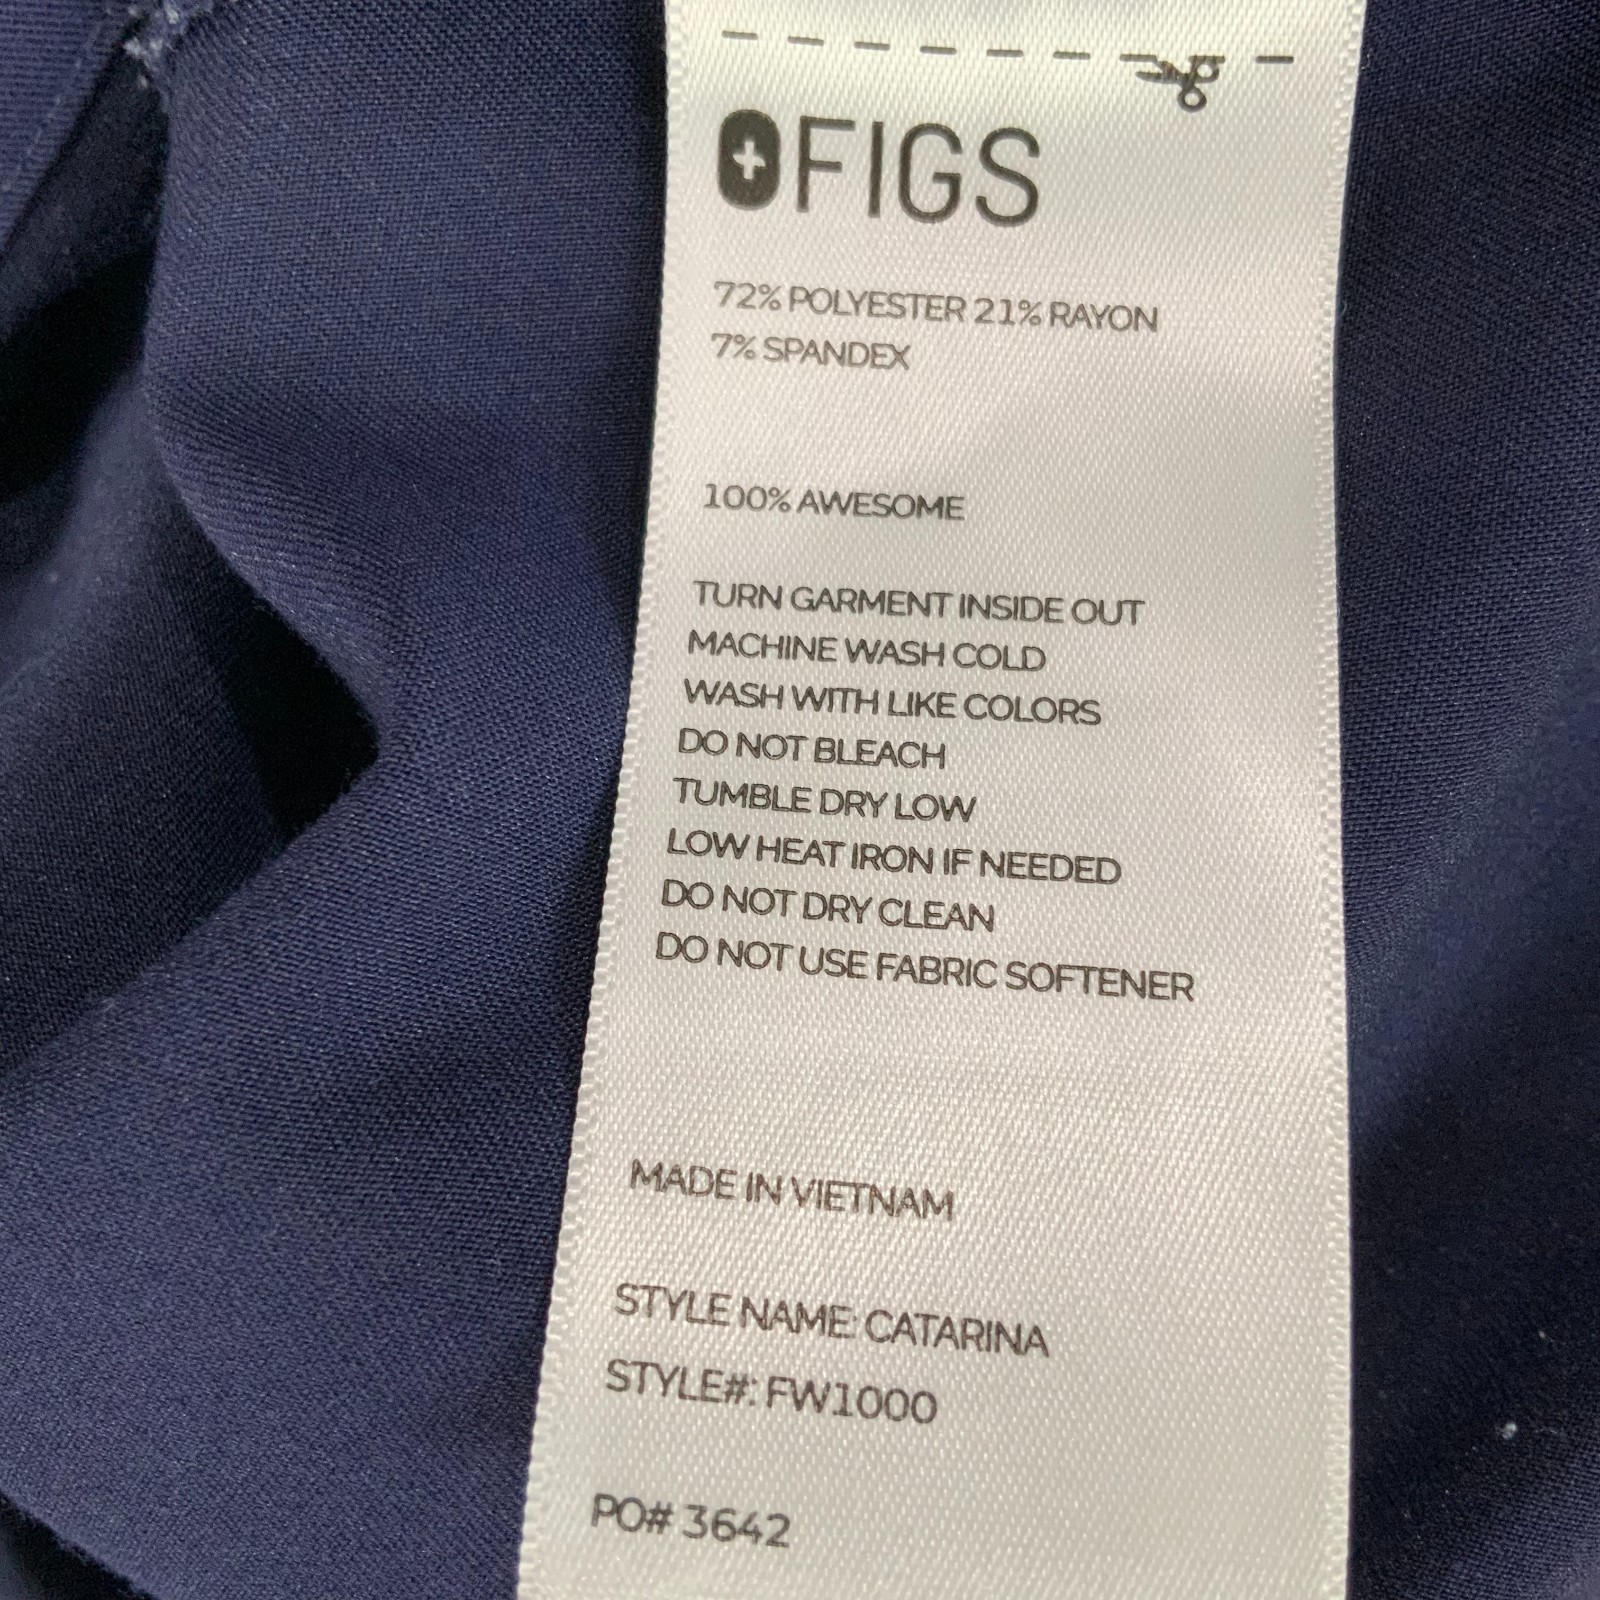 FIGS
72% POLYESTER 21% RAYON
7% SPANDEX
100% AWESOME
TURN GARMENT INSIDE OUT
MACHINE WASH COLD
WASH WITH LIKE COLORS
DO NOT BLEACH
TUMBLE DRY LOW
LOW HEAT IRON IF NEEDED
DO NOT DRY CLEAN
DO NOT USE FABRIC SOFTENER
MADE IN VIETNAM
STYLE NAME: CATARINA
STYLE#: FW1000
PO# 3642